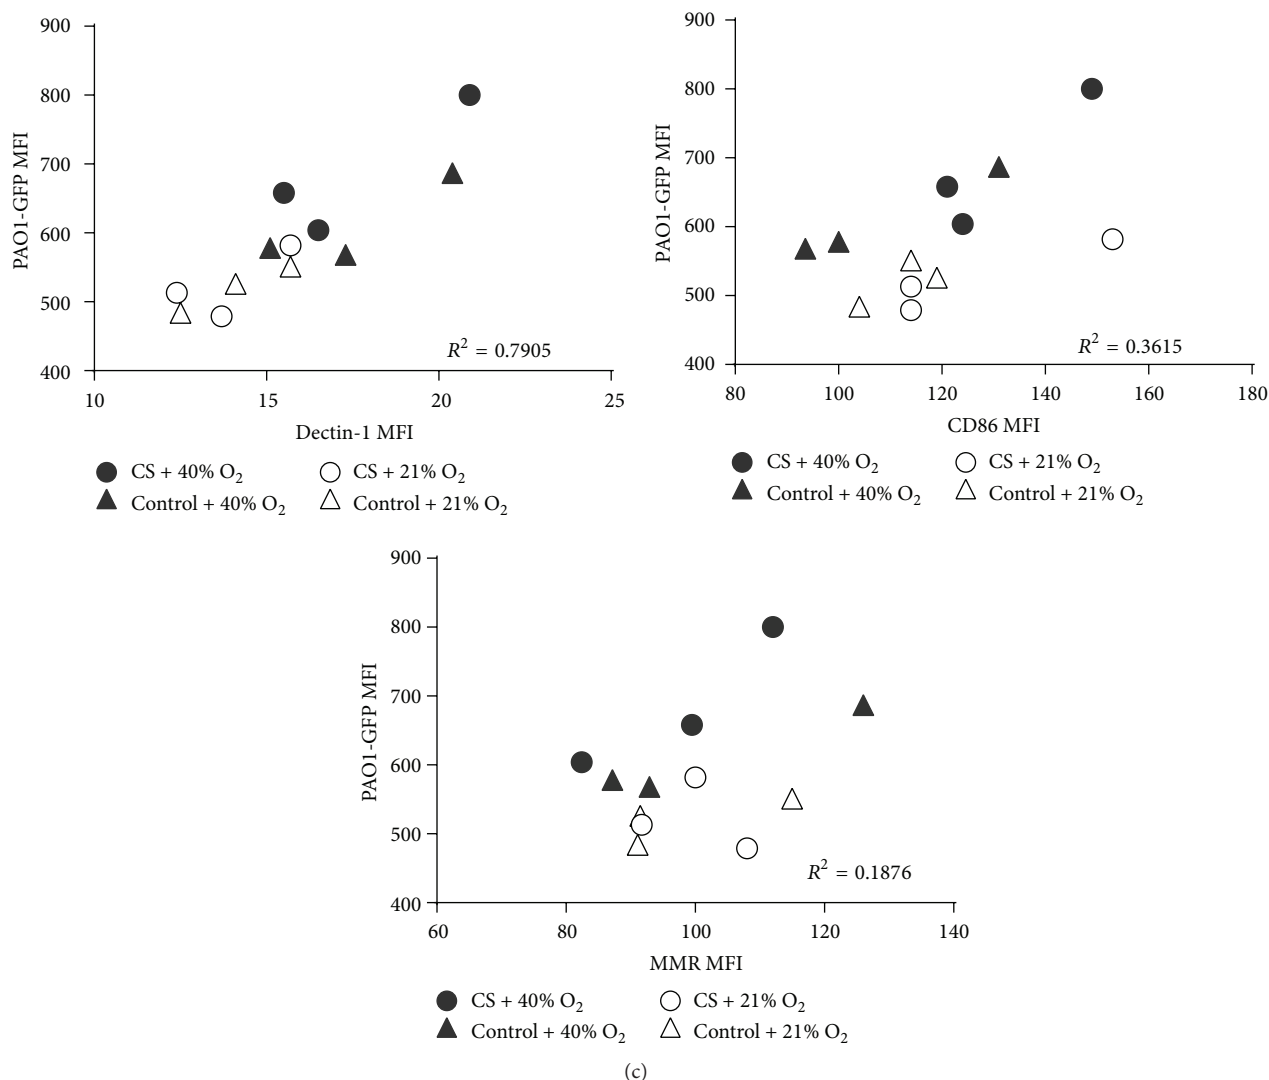 900
800
700
600
500
400
PAO1-GFP MFI
10 15 20 25
Dectin-1 MFI
R² = 0.7905
CS + 40% O₂ CS + 21% O₂
Control + 40% O₂ Control + 21% O₂
900
800
700
600
500
400
PAO1-GFP MFI
80 100 120 140 160 180
CD86 MFI
R² = 0.3615
CS + 40% O₂ CS + 21% O₂
Control + 40% O₂ Control + 21% O₂
900
800
700
600
500
400
PAO1-GFP MFI
60 80 100 120 140
MMR MFI
R² = 0.1876
CS + 40% O₂ CS + 21% O₂
Control + 40% O₂ Control + 21% O₂
(c)